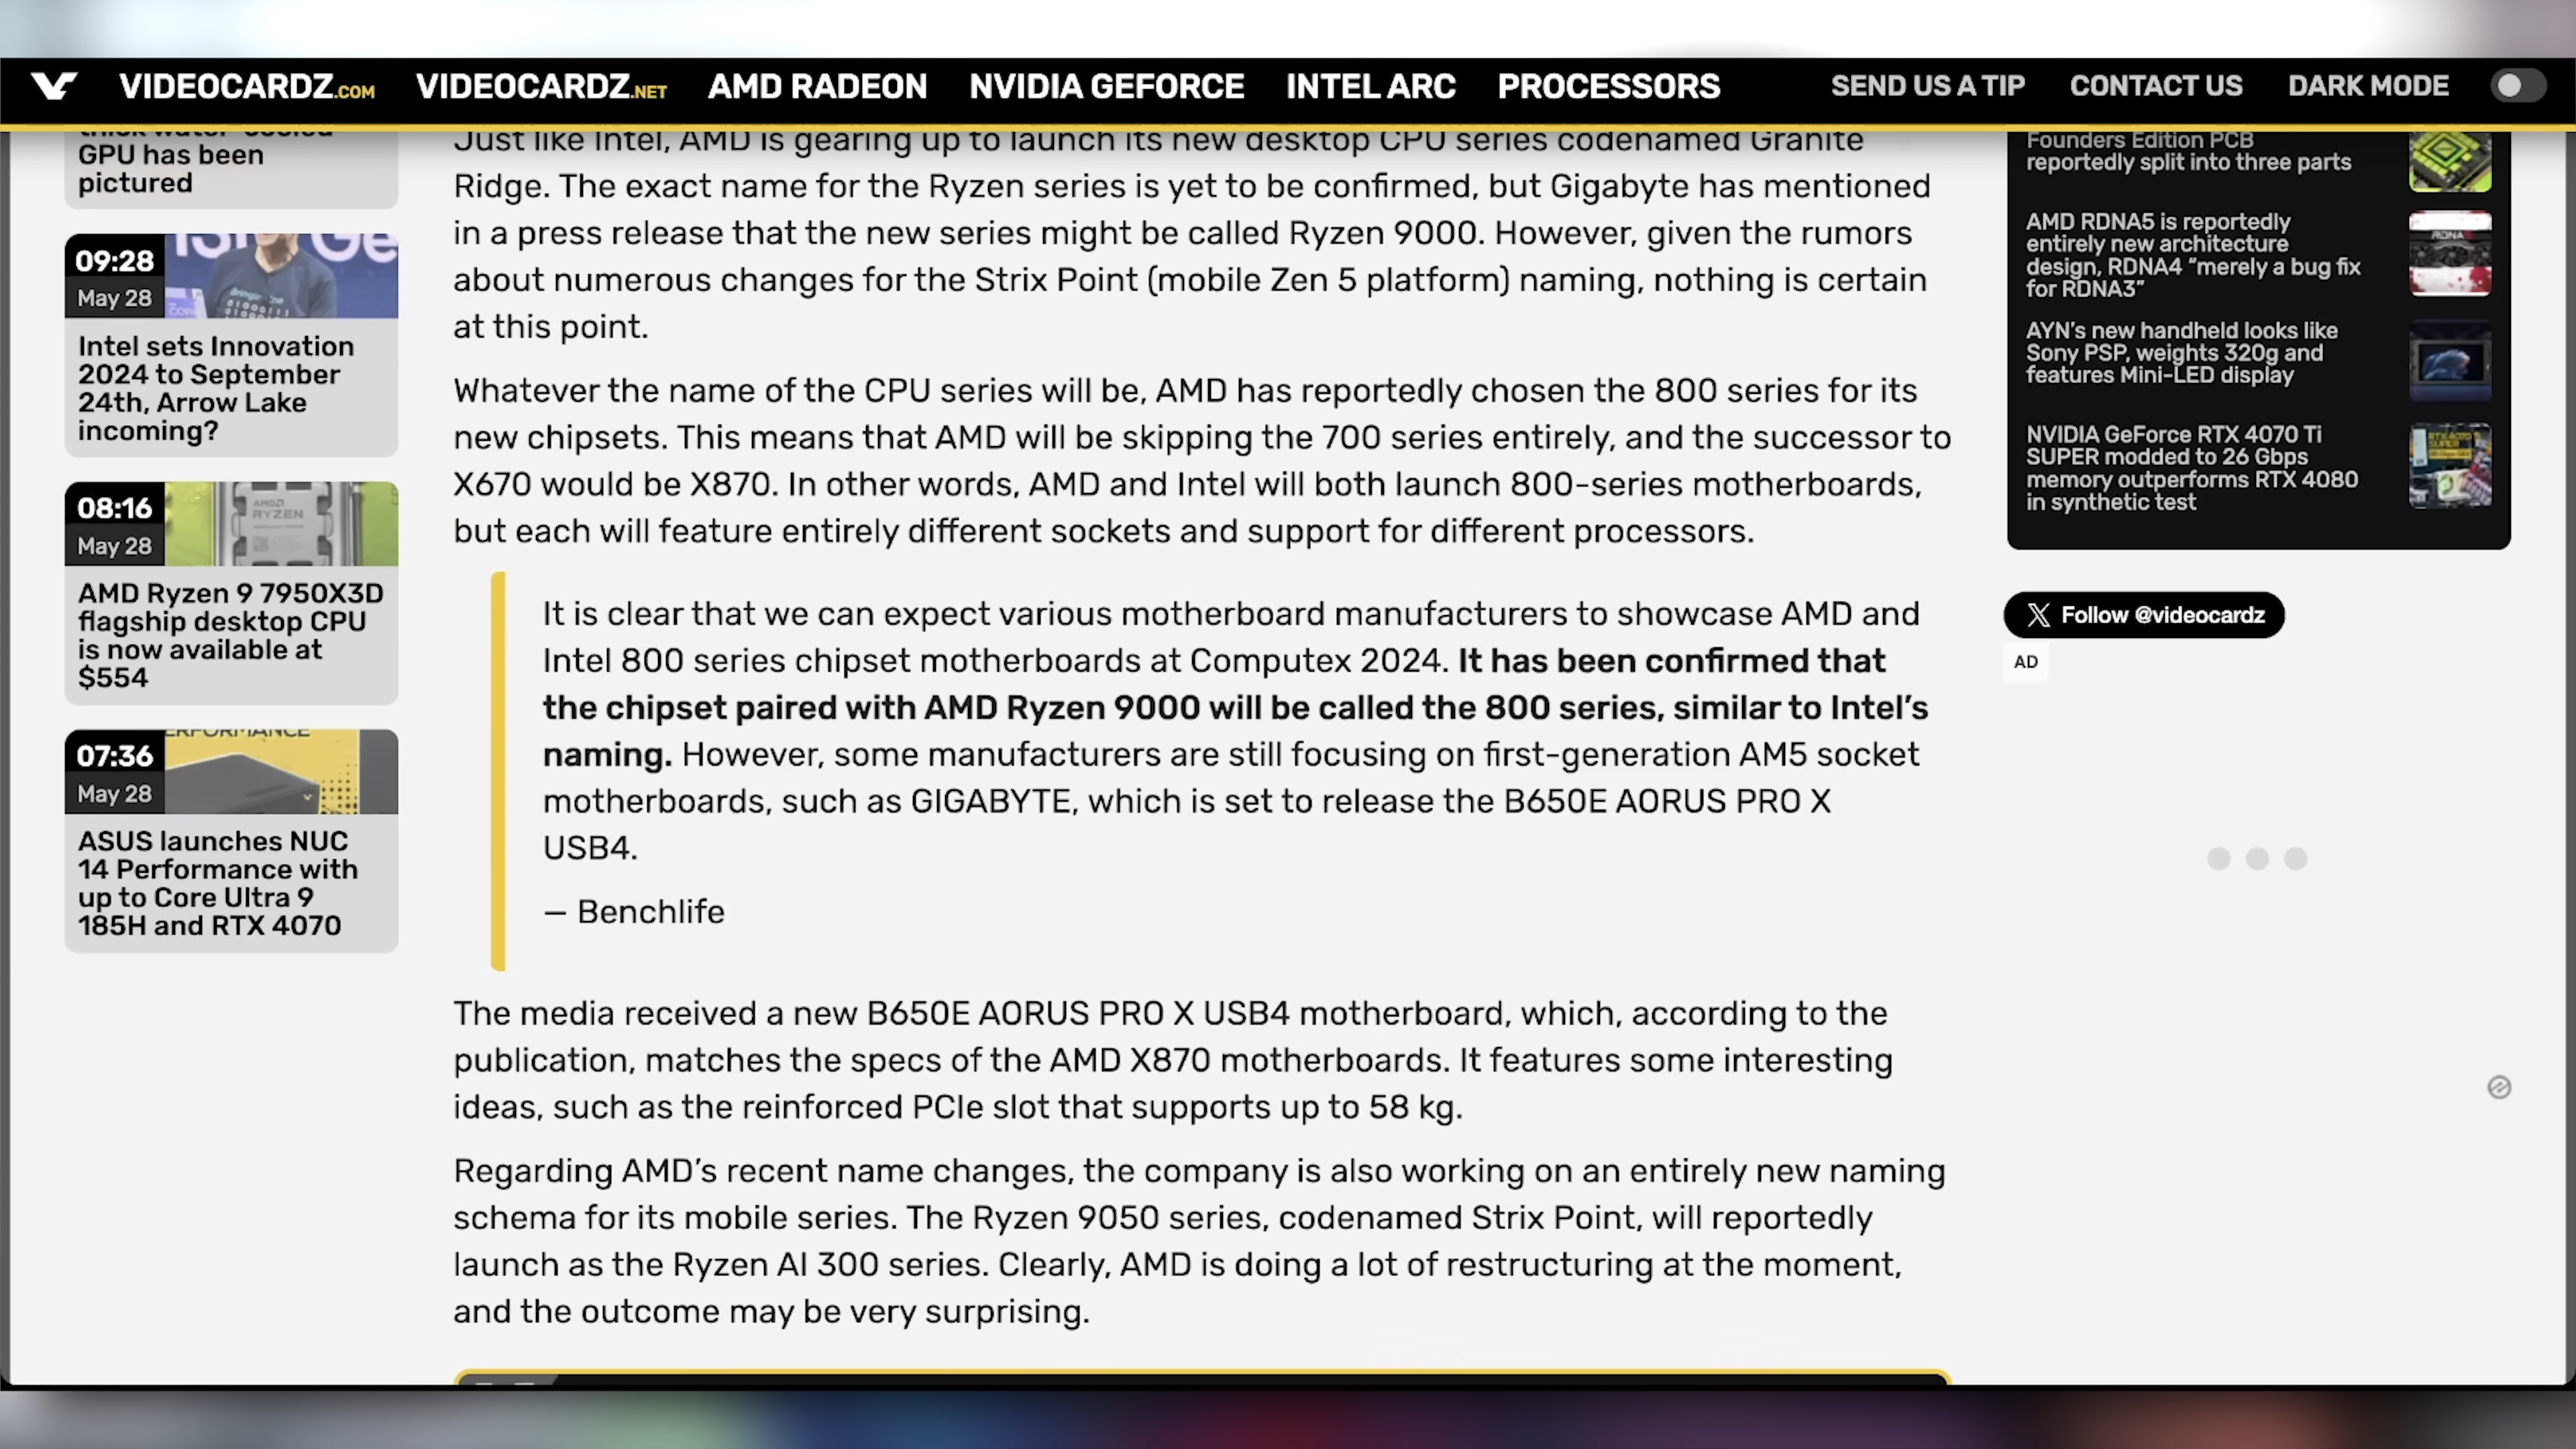 VIDEOCARDZ.COM VIDEOCARDZ.NET AMD RADEON NVIDIA GEFORCE INTEL ARC PROCESSORS SEND US A TIP CONTACT US DARK MODE
GPU has been
pictured
09:28
May 28
Intel sets Innovation
2024 to September
24th, Arrow Lake
incoming?
08:16
May 28
AMD
RYZEN
AMD Ryzen 9 7950X3D
flagship desktop CPU
is now available at
$554
07:36
May 28
ASUS launches NUC
14 Performance with
up to Core Ultra 9
185H and RTX 4070
Just like Intel, AMD is gearing up to launch its new desktop CPU series codenamed Granite
Ridge. The exact name for the Ryzen series is yet to be confirmed, but Gigabyte has mentioned
in a press release that the new series might be called Ryzen 9000. However, given the rumors
about numerous changes for the Strix Point (mobile Zen 5 platform) naming, nothing is certain
at this point.
Whatever the name of the CPU series will be, AMD has reportedly chosen the 800 series for its
new chipsets. This means that AMD will be skipping the 700 series entirely, and the successor to
X670 would be X870. In other words, AMD and Intel will both launch 800-series motherboards,
but each will feature entirely different sockets and support for different processors.
It is clear that we can expect various motherboard manufacturers to showcase AMD and
Intel 800 series chipset motherboards at Computex 2024. It has been confirmed that
the chipset paired with AMD Ryzen 9000 will be called the 800 series, similar to Intel’s
naming. However, some manufacturers are still focusing on first-generation AM5 socket
motherboards, such as GIGABYTE, which is set to release the B650E AORUS PRO X
USB4.
— Benchlife
The media received a new B650E AORUS PRO X USB4 motherboard, which, according to the
publication, matches the specs of the AMD X870 motherboards. It features some interesting
ideas, such as the reinforced PCIe slot that supports up to 58 kg.
Regarding AMD’s recent name changes, the company is also working on an entirely new naming
schema for its mobile series. The Ryzen 9050 series, codenamed Strix Point, will reportedly
launch as the Ryzen AI 300 series. Clearly, AMD is doing a lot of restructuring at the moment,
and the outcome may be very surprising.
Founders Edition PCB
reportedly split into three parts
AMD RDNA5 is reportedly
entirely new architecture
design, RDNA4 “merely a bug fix
for RDNA3”
AYN’s new handheld looks like
Sony PSP, weights 320g and
features Mini-LED display
NVIDIA GeForce RTX 4070 Ti
SUPER modded to 26 Gbps
memory outperforms RTX 4080
in synthetic test
Follow @videocardz
AD